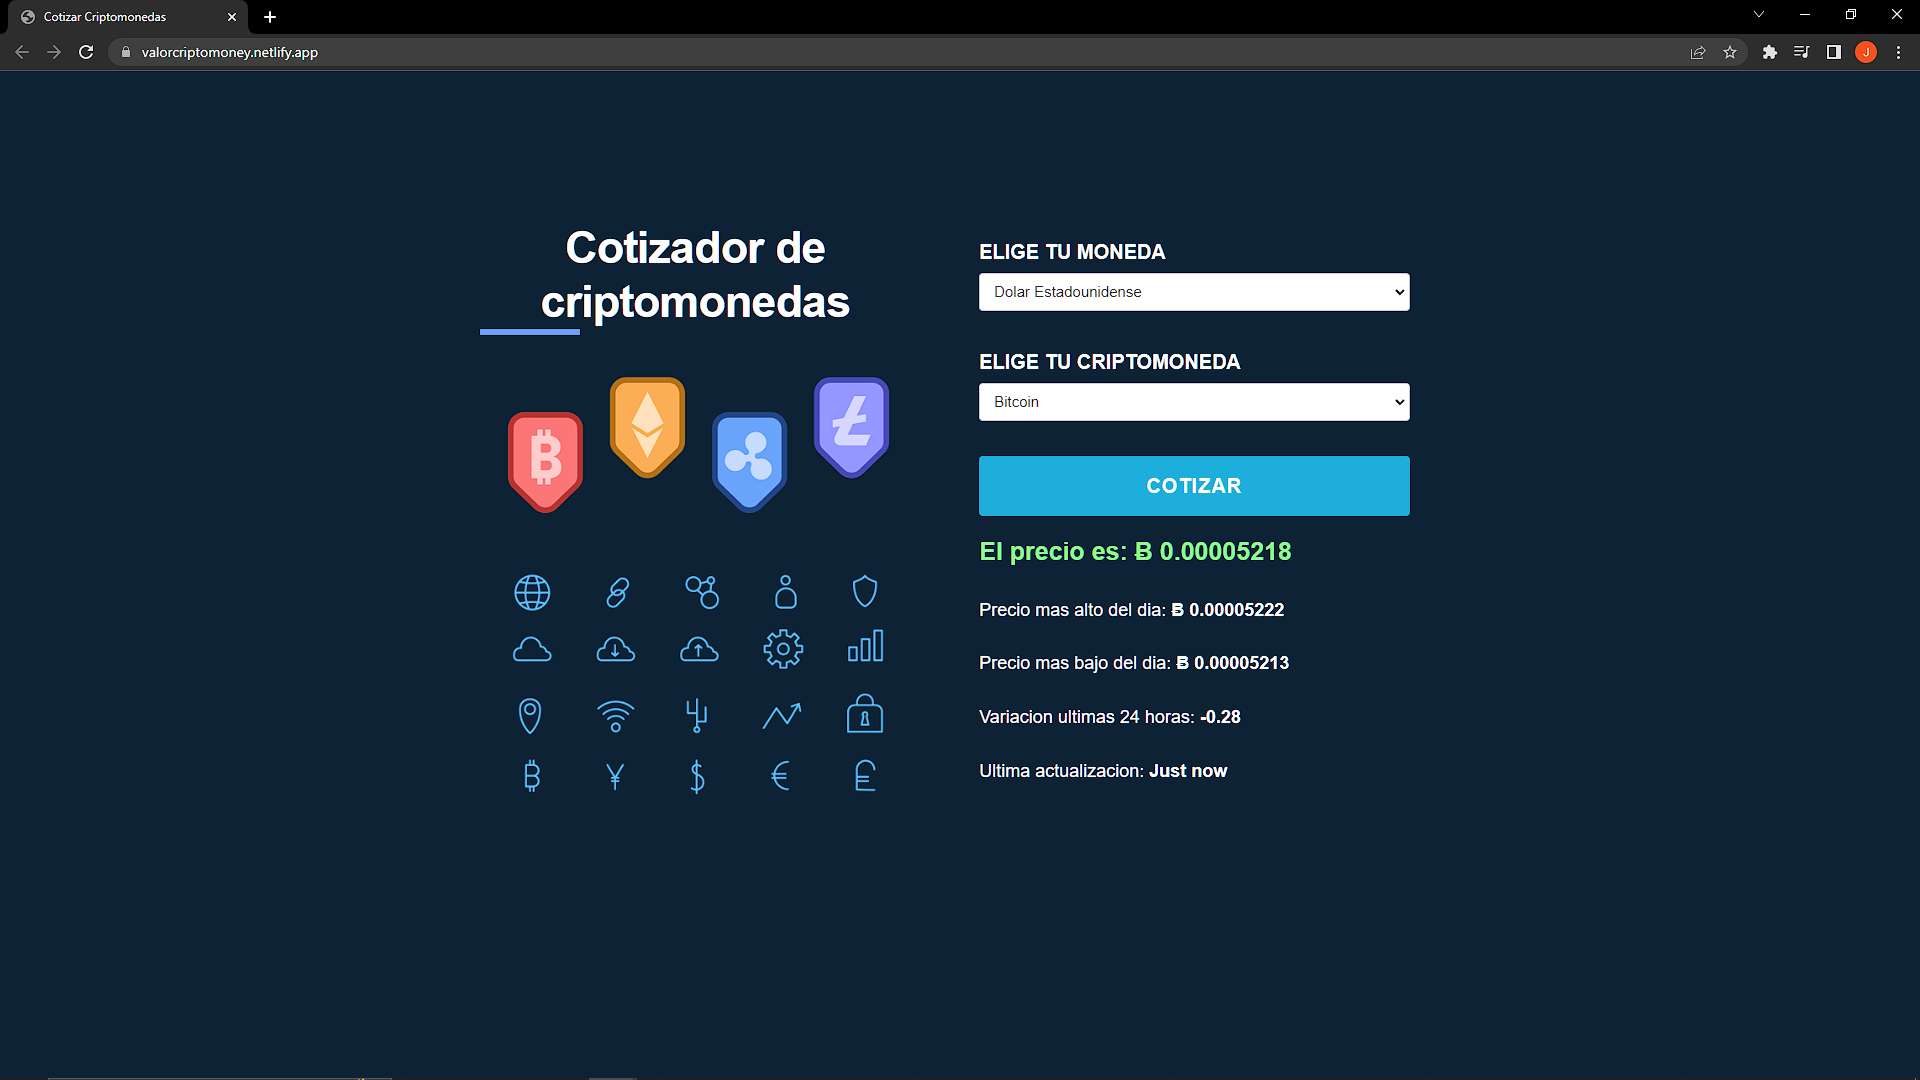 Cotizar Criptomonedas
valorcriptomoney.netlify.app
J
Cotizador de
criptomonedas
ELIGE TU MONEDA
Dolar Estadounidense
ELIGE TU CRIPTOMONEDA
Bitcoin
COTIZAR
El precio es: Ƀ 0.00005218
Precio mas alto del dia: Ƀ 0.00005222
Precio mas bajo del dia: Ƀ 0.00005213
Variacion ultimas 24 horas: -0.28
Ultima actualizacion: Just now